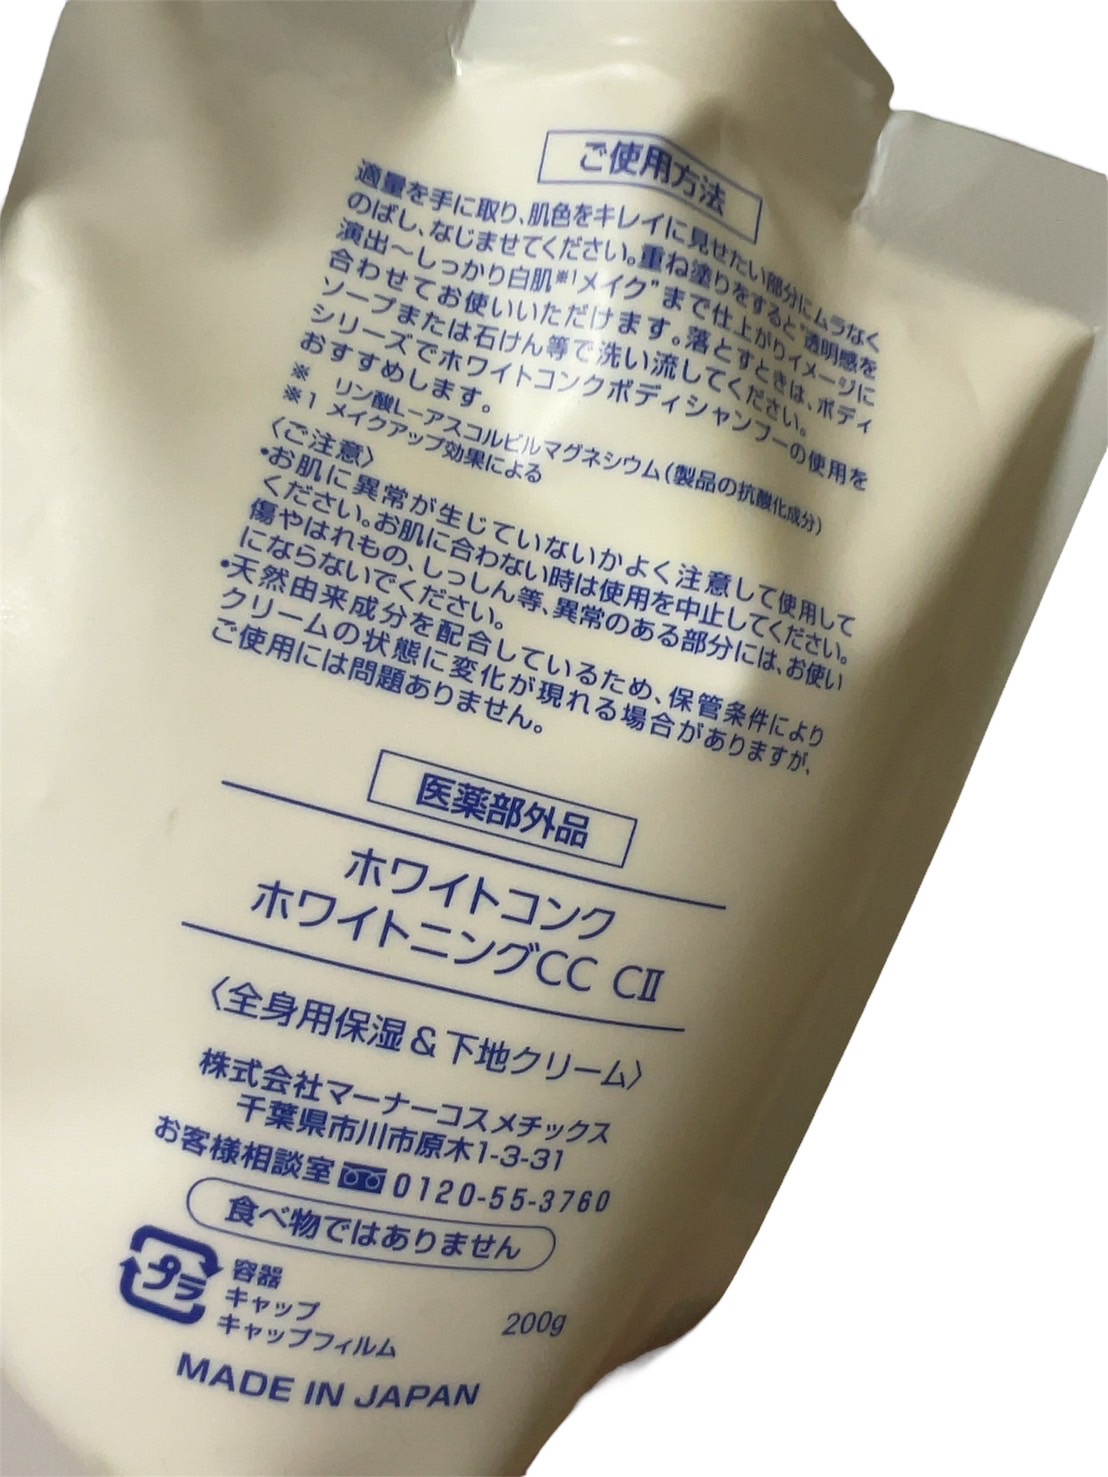 ご使用方法
適量を手に取り、肌色をキレイに見せたい部分にムラなく
のばし、なじませてください。重ね塗りをすると“透明感を
演出～しっかり白肌※1メイク”まで仕上がりイメージに
合わせてお使いいただけます。落とすときは、ボディ
ソープまたは石けん等で洗い流してください。
シリーズでホワイトコンクボディシャンプーの使用を
おすすめします。
※ リン酸L-アスコルビルマグネシウム(製品の抗酸化成分)
※1 メイクアップ効果による
〈ご注意〉
•お肌に異常が生じていないかよく注意して使用して
ください。お肌に合わない時は使用を中止してください。
傷やはれもの、しっしん等、異常のある部分には、お使い
にならないでください。
•天然由来成分を配合しているため、保管条件により
クリームの状態に変化が現れる場合がありますが、
ご使用には問題ありません。
医薬部外品
ホワイトコンク
ホワイトニングCC CⅡ
〈全身用保湿&下地クリーム〉
株式会社マーナーコスメチックス
千葉県市川市原木1-3-31
お客様相談室 0120-55-3760
食べ物ではありません
プラ
容器
キャップ
キャップフィルム
200g
MADE IN JAPAN